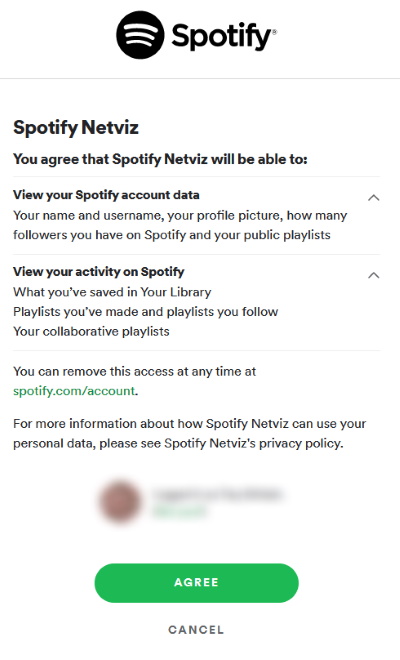 Spotify®
Spotify Netviz
You agree that Spotify Netviz will be able to:
View your Spotify account data
Your name and username, your profile picture, how many
followers you have on Spotify and your public playlists
View your activity on Spotify
What you've saved in Your Library
Playlists you've made and playlists you follow
Your collaborative playlists
You can remove this access at any time at
spotify.com/account.
For more information about how Spotify Netviz can use your
personal data, please see Spotify Netviz's privacy policy.
AGREE
CANCEL